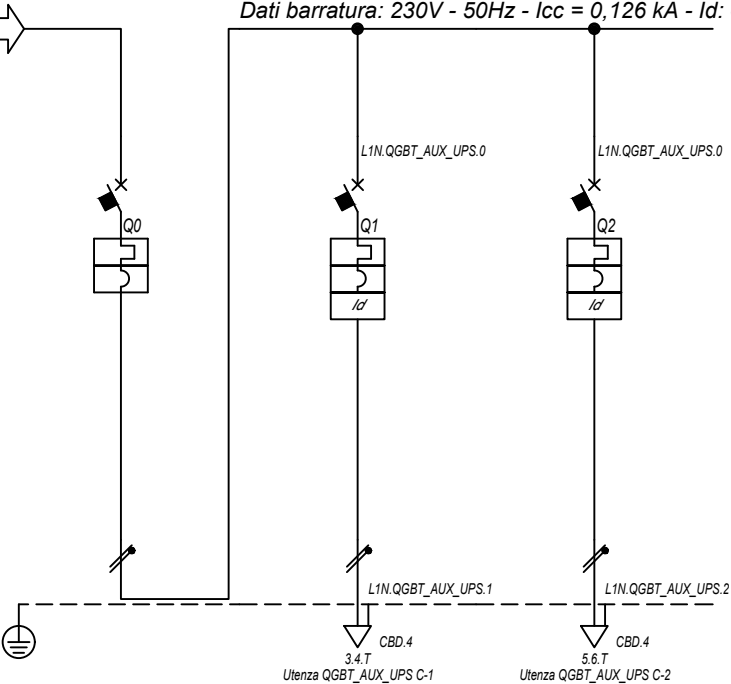 Dati barratura: 230V - 50Hz - Icc = 0,126 kA - Id:
L1N.QGBT_AUX_UPS.0
L1N.QGBT_AUX_UPS.0
Q0
Q1
Q2
Id
Id
L1N.QGBT_AUX_UPS.1
L1N.QGBT_AUX_UPS.2
CBD.4
CBD.4
3.4.T
5.6.T
Utenza QGBT_AUX_UPS C-1
Utenza QGBT_AUX_UPS C-2